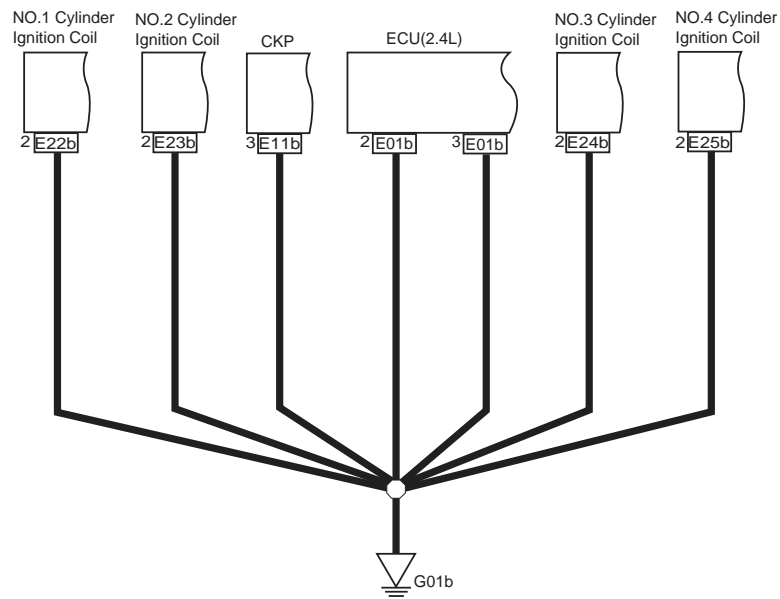 NO.1 Cylinder
Ignition Coil
NO.2 Cylinder
Ignition Coil
CKP
ECU(2.4L)
NO.3 Cylinder
Ignition Coil
NO.4 Cylinder
Ignition Coil
2 E22b
2 E23b
3 E11b
2 E01b
3 E01b
2 E24b
2 E25b
G01b